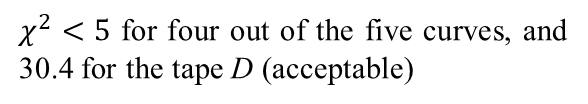 χ² < 5 for four out of the five curves, and
30.4 for the tape D (acceptable)